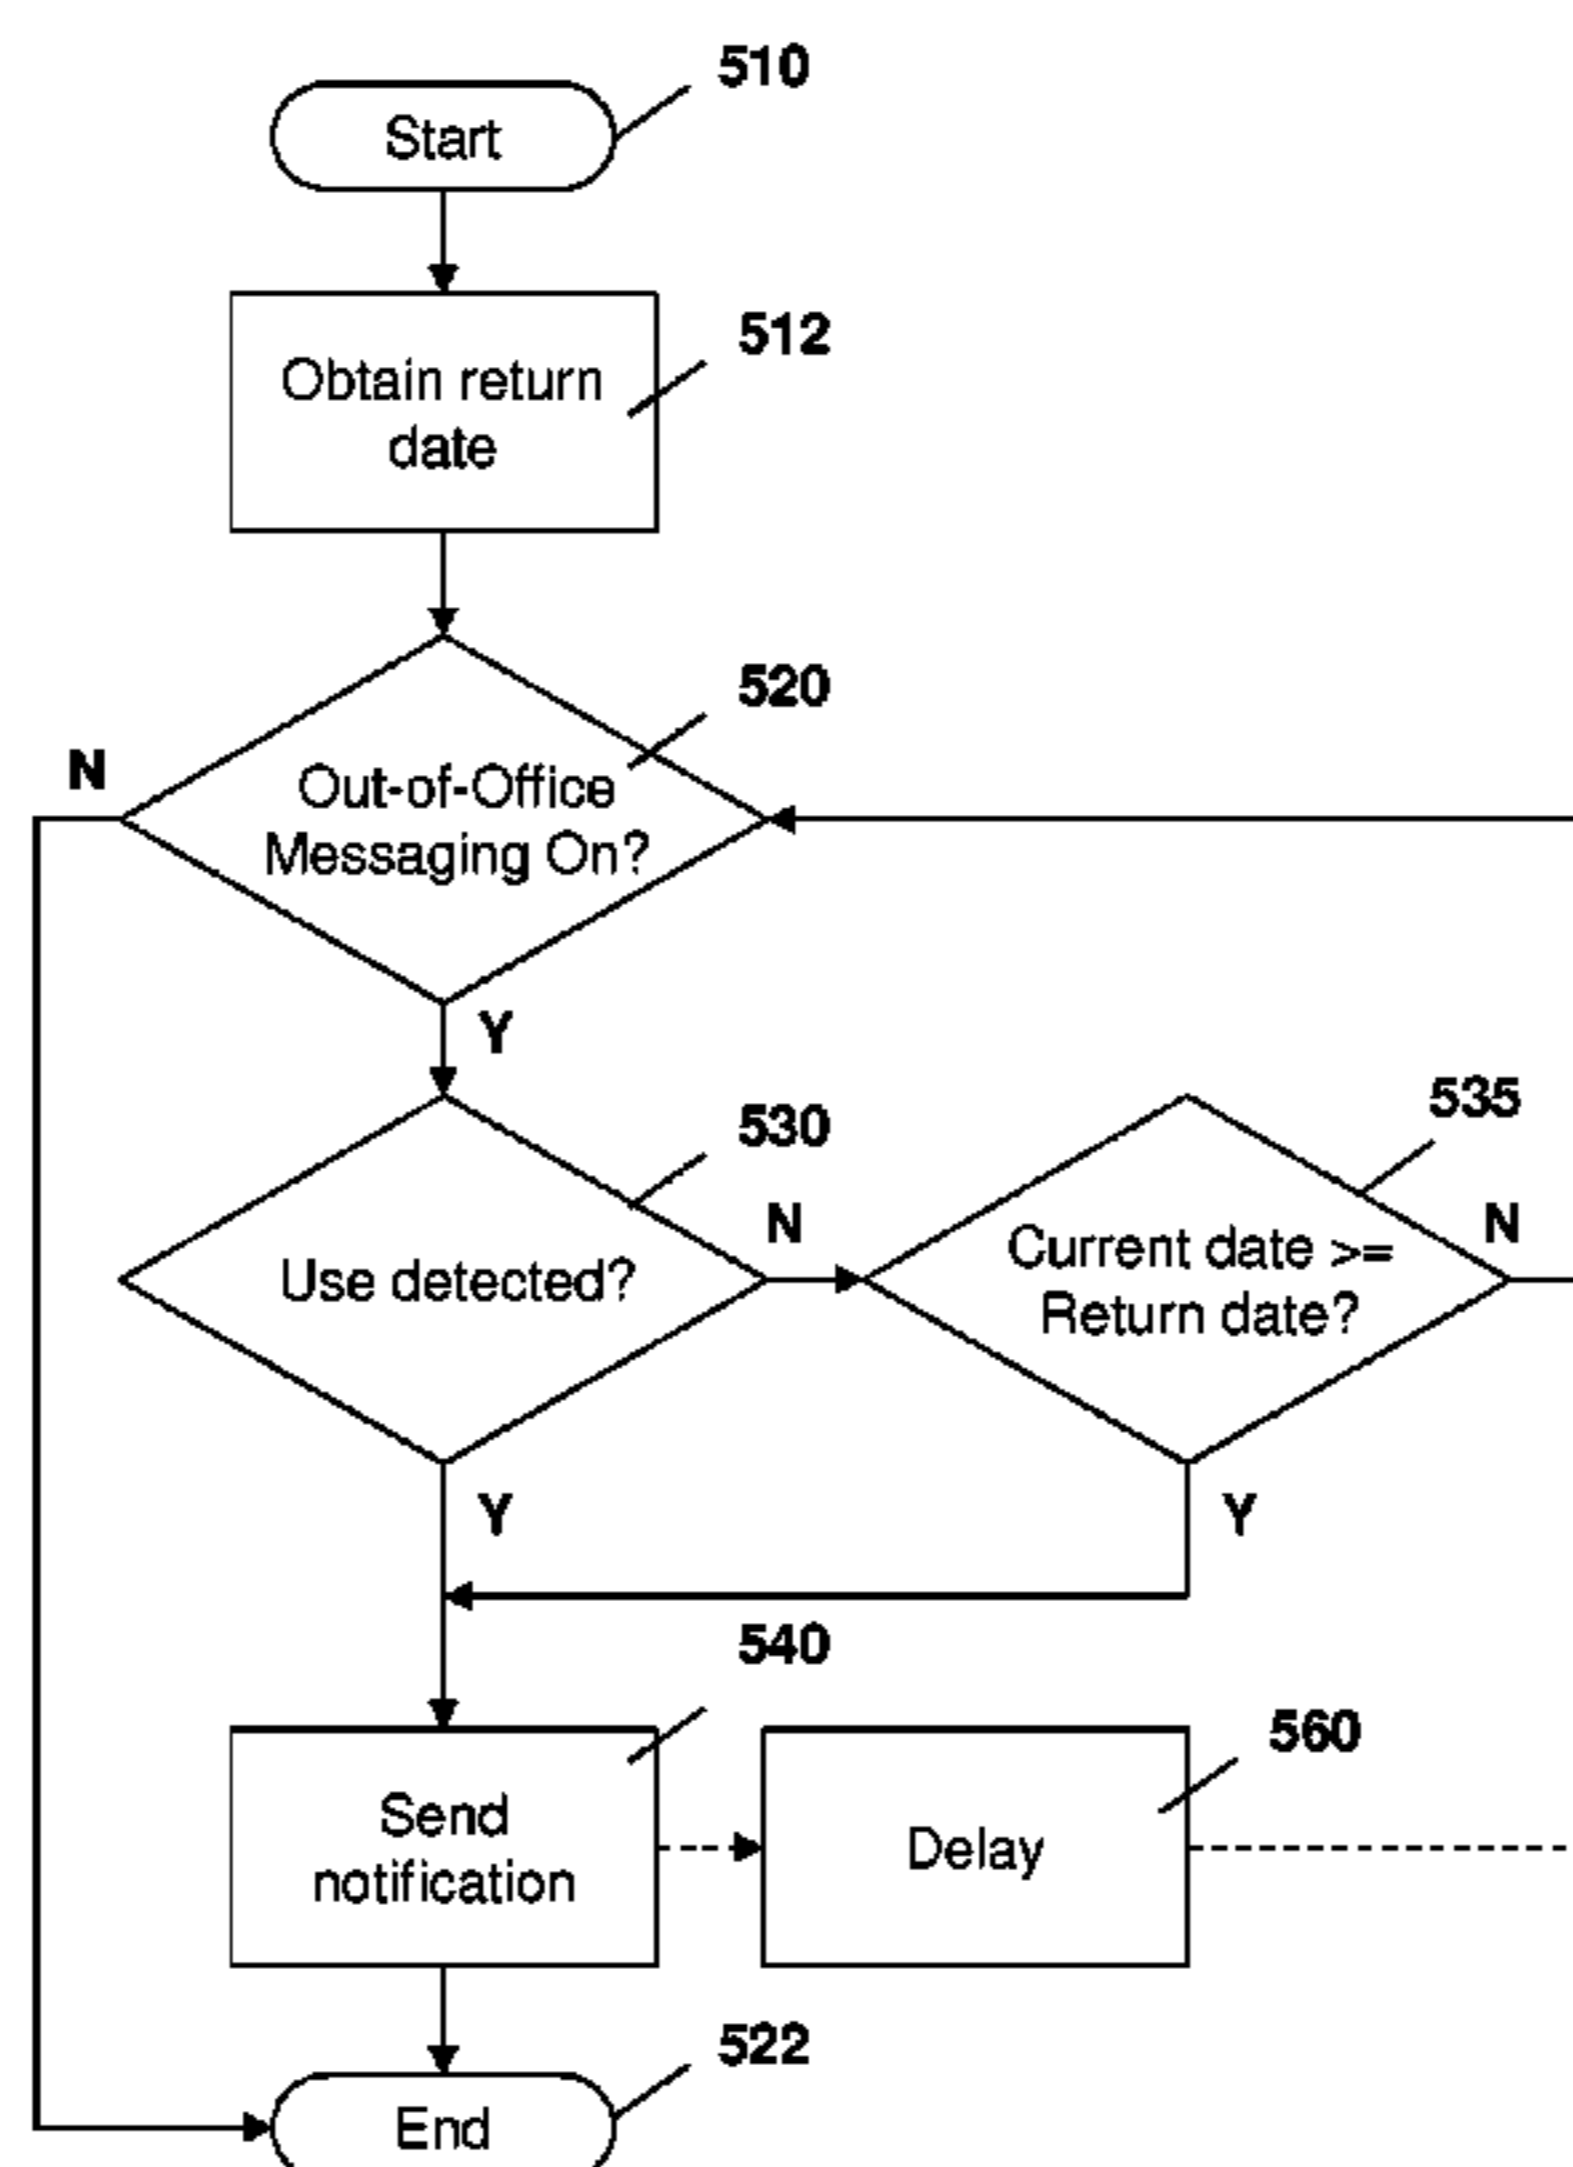 510
Start
512
Obtain return
date
520
N
Out-of-Office
Messaging On?
Y
530
535
N
N
Use detected?
Current date >=
Return date?
Y
Y
540
560
Send
notification
Delay
522
End